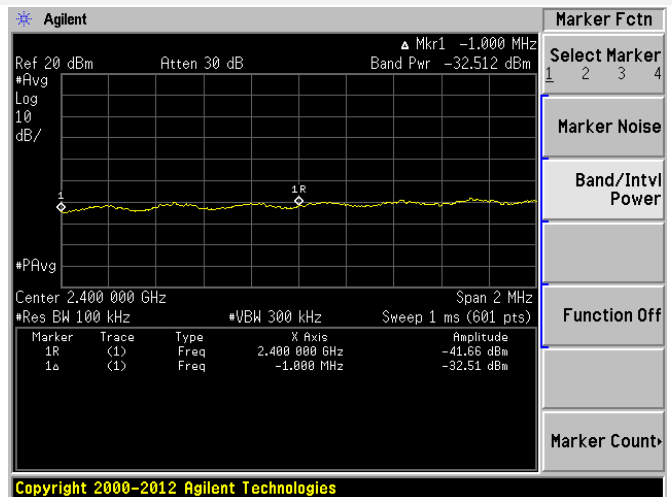 Agilent
Marker Fctn
Δ Mkr1 -1.000 MHz
Ref 20 dBm Atten 30 dB Band Pwr -32.512 dBm
#Avg
Log
10
dB/
1
1R
#PAvg
Center 2.400 000 GHz Span 2 MHz
#Res BW 100 kHz #VBW 300 kHz Sweep 1 ms (601 pts)
Marker Trace Type X Axis Amplitude
1R (1) Freq 2.400 000 GHz -41.66 dBm
1Δ (1) Freq -1.000 MHz -32.51 dBm
Select Marker
1 2 3 4
Marker Noise
Band/Intvl
Power
Function Off
Marker Count▸
Copyright 2000-2012 Agilent Technologies